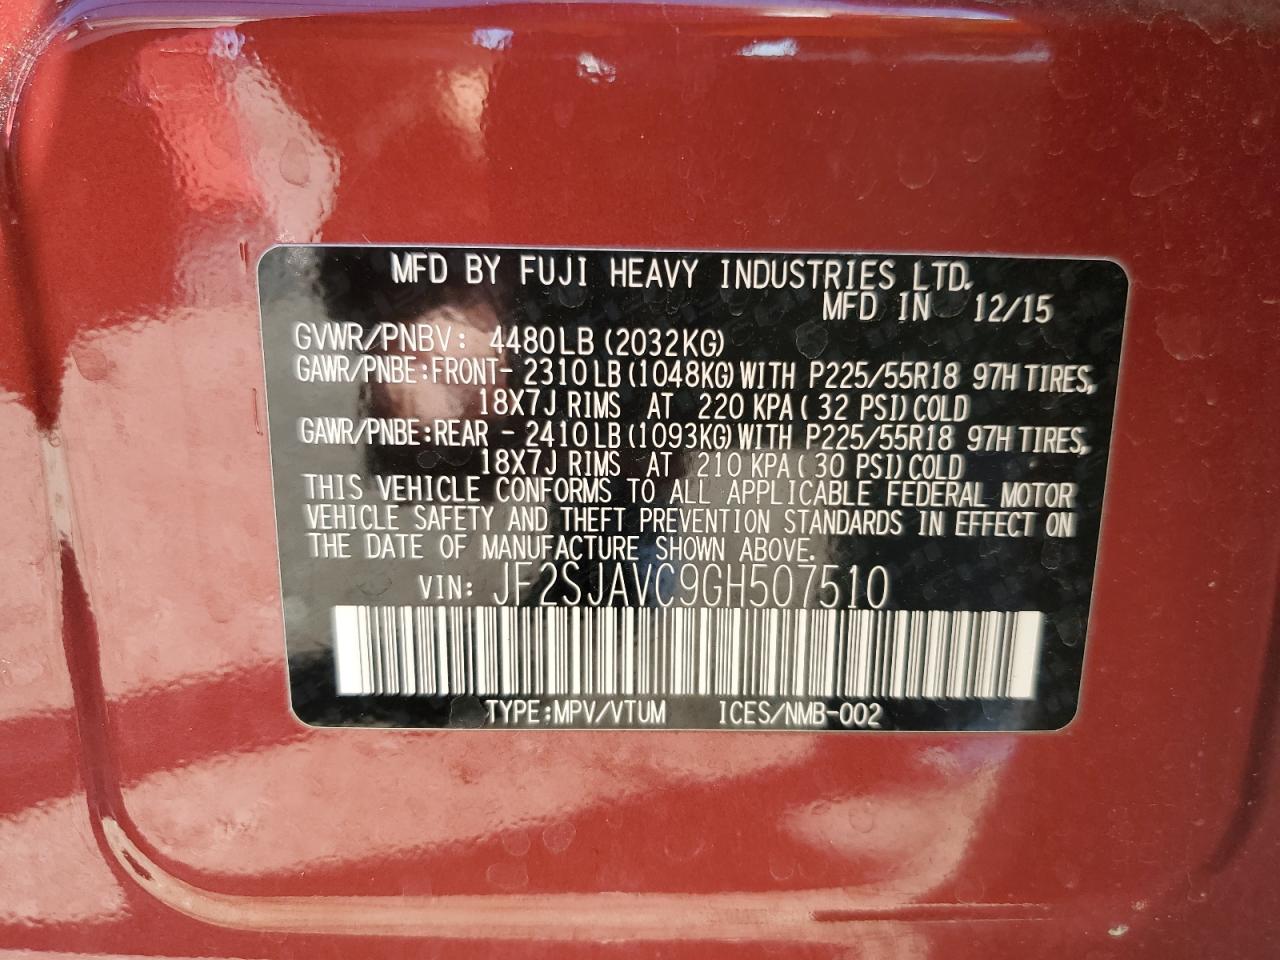 MFD BY FUJI HEAVY INDUSTRIES LTD.
MFD IN 12/15
GVWR/PNBV: 4480LB (2032KG)
GAWR/PNBE:FRONT- 2310 LB (1048KG) WITH P225/55R18 97H TIRES,
18X7J RIMS AT 220 KPA ( 32 PSI) COLD
GAWR/PNBE:REAR - 2410 LB (1093KG) WITH P225/55R18 97H TIRES,
18X7J RIMS AT 210 KPA ( 30 PSI) COLD
THIS VEHICLE CONFORMS TO ALL APPLICABLE FEDERAL MOTOR
VEHICLE SAFETY AND THEFT PREVENTION STANDARDS IN EFFECT ON
THE DATE OF MANUFACTURE SHOWN ABOVE.
VIN: JF2SJAVC9GH507510
TYPE:MPV/VTUM ICES/NMB-002